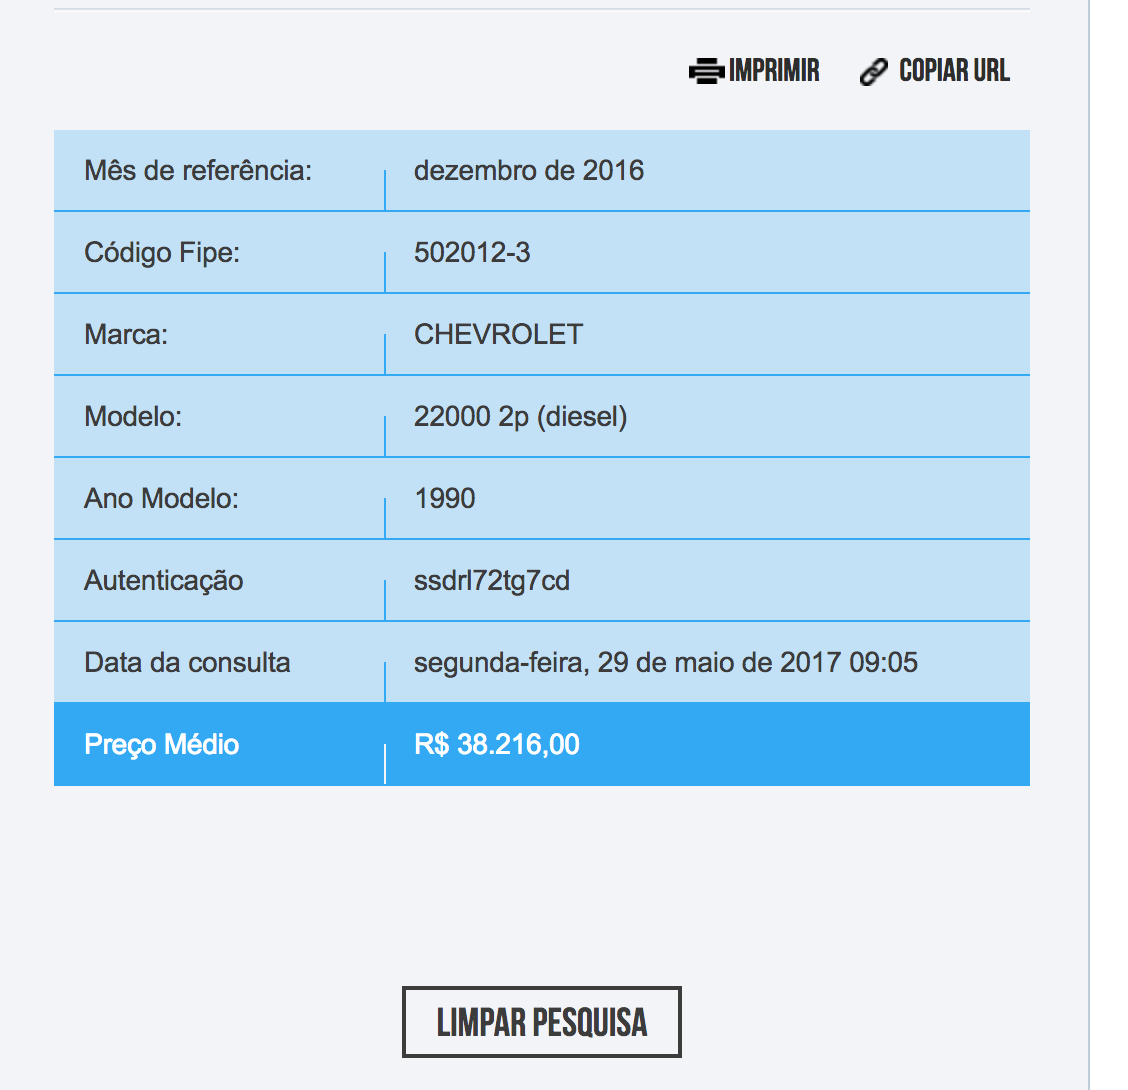 IMPRIMIR COPIAR URL
Mês de referência: dezembro de 2016
Código Fipe: 502012-3
Marca: CHEVROLET
Modelo: 22000 2p (diesel)
Ano Modelo: 1990
Autenticação ssdrl72tg7cd
Data da consulta segunda-feira, 29 de maio de 2017 09:05
Preço Médio R$ 38.216,00
LIMPAR PESQUISA